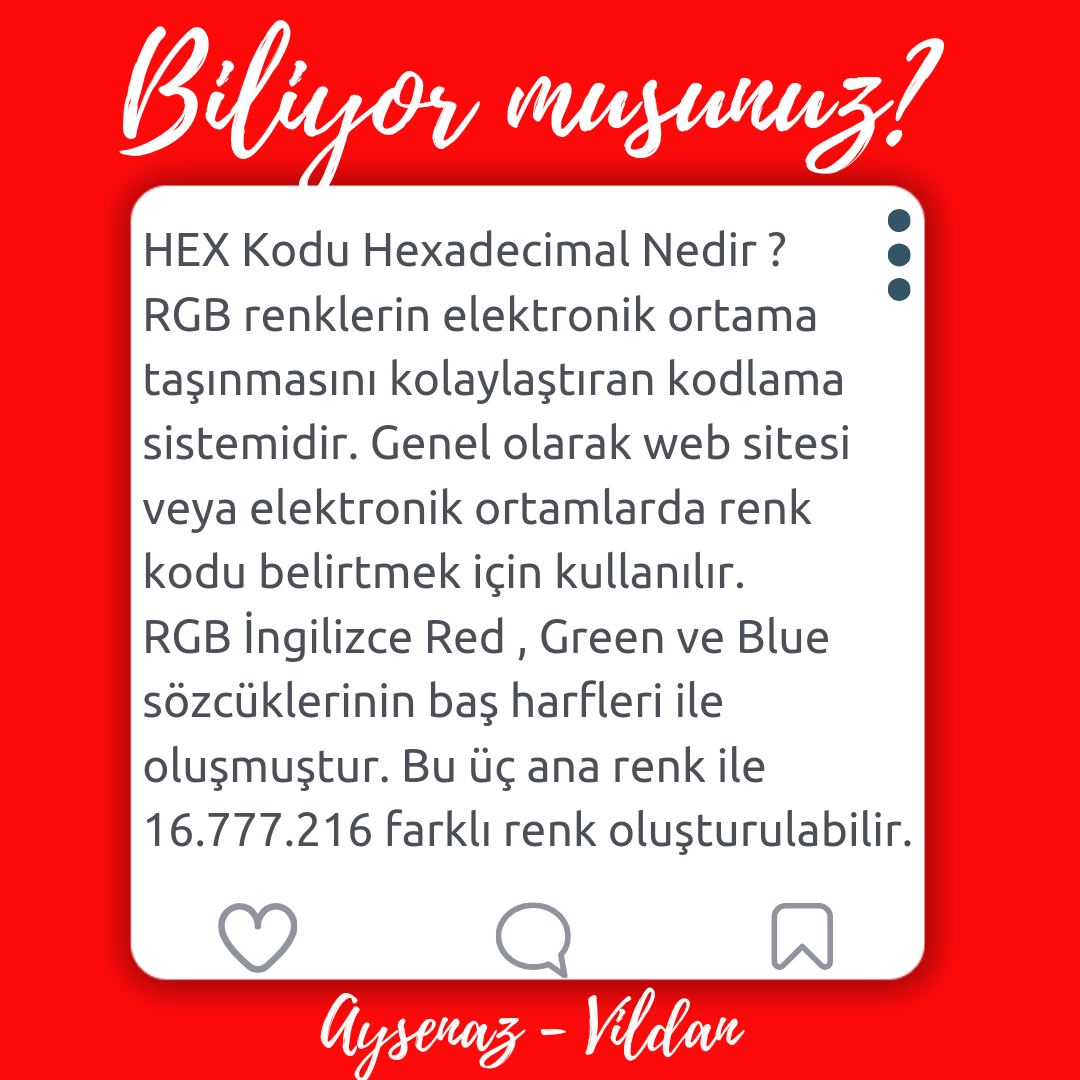 Biliyor musunuz?
HEX Kodu Hexadecimal Nedir ?
RGB renklerin elektronik ortama
taşınmasını kolaylaştıran kodlama
sistemidir. Genel olarak web sitesi
veya elektronik ortamlarda renk
kodu belirtmek için kullanılır.
RGB İngilizce Red , Green ve Blue
sözcüklerinin baş harfleri ile
oluşmuştur. Bu üç ana renk ile
16.777.216 farklı renk oluşturulabilir.
Aysenaz - Vildan